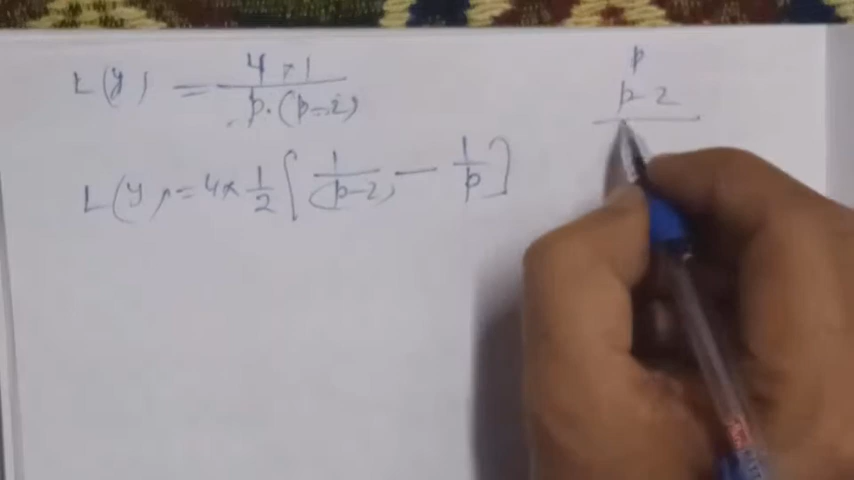 L(y) = 4×1 / p.(p-2)
L(y) = 4× 1/2 [ 1/(p-2) - 1/p ]
p
p-2